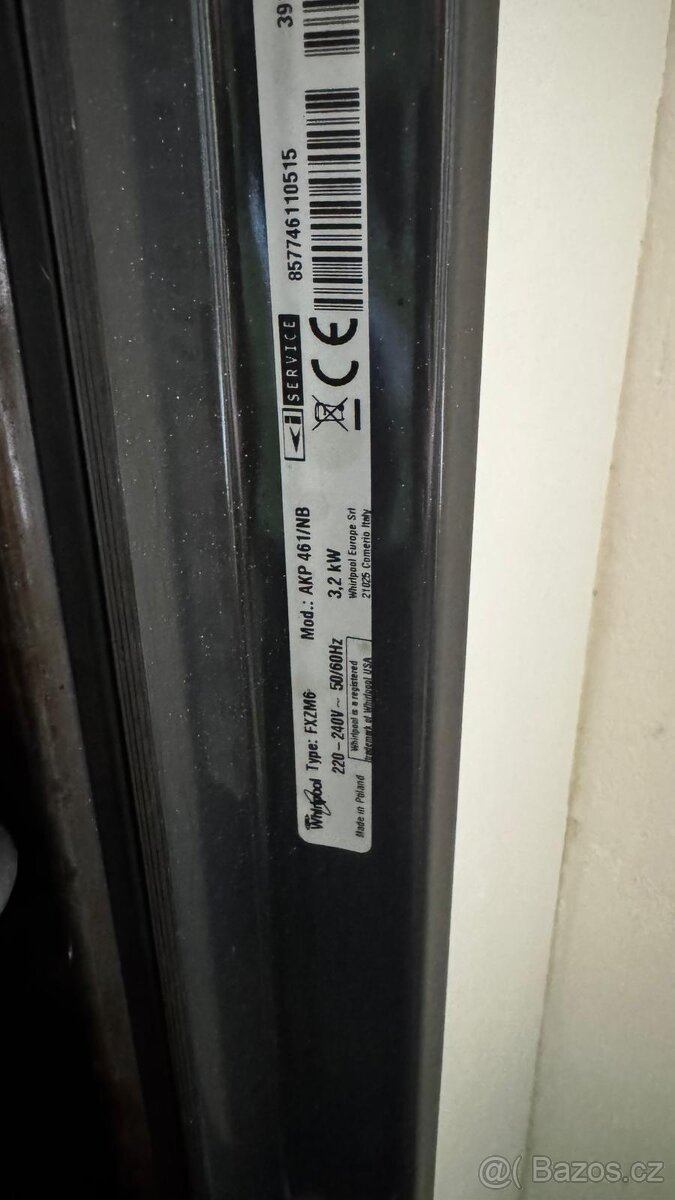 Whirlpool Type: FXZM6 Mod.: AKP 461/NB
220-240V ~ 50/60Hz 3,2 kW
Made in Poland
Whirlpool is a registered
trademark of Whirlpool USA
Whirlpool Europe Srl
21025 Comerio Italy
i SERVICE
CE
857746110515
39
@( Bazos.cz